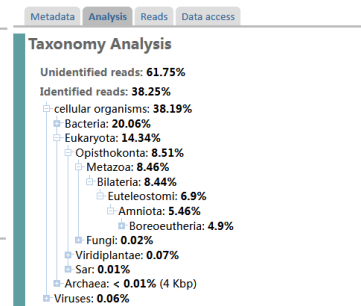 Metadata Analysis Reads Data access
Taxonomy Analysis
Unidentified reads: 61.75%
Identified reads: 38.25%
cellular organisms: 38.19%
Bacteria: 20.06%
Eukaryota: 14.34%
Opisthokonta: 8.51%
Metazoa: 8.46%
Bilateria: 8.44%
Euteleostomi: 6.9%
Amniota: 5.46%
Boreoeutheria: 4.9%
Fungi: 0.02%
Viridiplantae: 0.07%
Sar: 0.01%
Archaea: < 0.01% (4 Kbp)
Viruses: 0.06%